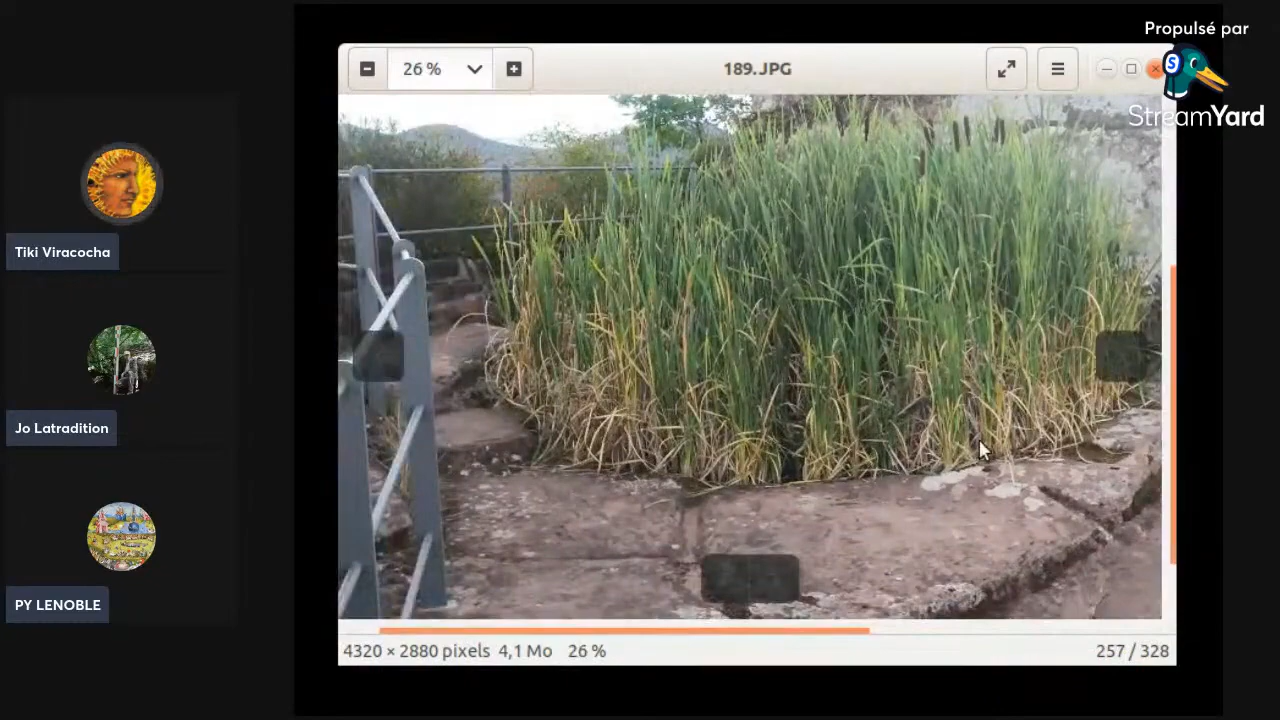 Propulsé par
StreamYard
26 %
189.JPG
Tiki Viracocha
Jo Latradition
PY LENOBLE
4320 × 2880 pixels 4,1 Mo 26 %
257 / 328